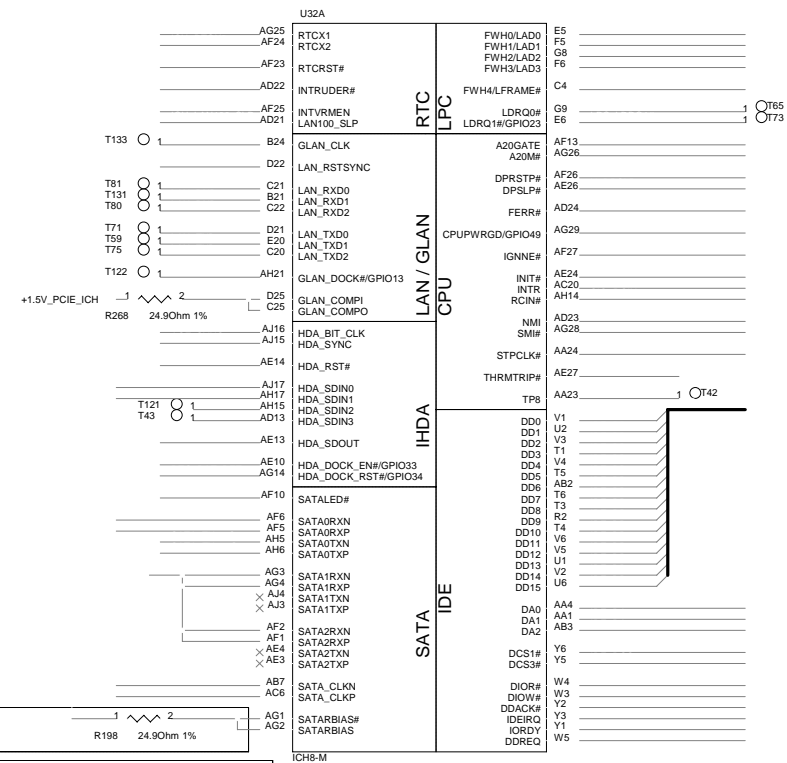 U32A
AG25 RTCX1 FWH0/LAD0 E5
AF24 RTCX2 FWH1/LAD1 F5
FWH2/LAD2 G8
AF23 RTCRST# FWH3/LAD3 F6
AD22 INTRUDER# FWH4/LFRAME# C4
AF25 INTVRMEN LDRQ0# G9 1 T65
AD21 LAN100_SLP LDRQ1#/GPIO23 E6 1 T73
RTC LPC
T133 1 B24 GLAN_CLK A20GATE AF13
A20M# AG26
D22 LAN_RSTSYNC
DPRSTP# AF26
T81 1 C21 LAN_RXD0 DPSLP# AE26
T131 1 B21 LAN_RXD1
T80 1 C22 LAN_RXD2 FERR# AD24
T71 1 D21 LAN_TXD0 CPUPWRGD/GPIO49 AG29
T59 1 E20 LAN_TXD1
T75 1 C20 LAN_TXD2 IGNNE# AF27
T122 1 AH21 GLAN_DOCK#/GPIO13 INIT# AE24
INTR AC20
+1.5V_PCIE_ICH 1 2 D25 GLAN_COMPI RCIN# AH14
C25 GLAN_COMPO
R268 24.9Ohm 1%
LAN / GLAN CPU
AJ16 HDA_BIT_CLK NMI AD23
AJ15 HDA_SYNC SMI# AG28
AE14 HDA_RST# STPCLK# AA24
AJ17 HDA_SDIN0 THRMTRIP# AE27
AH17 HDA_SDIN1
T121 1 AH15 HDA_SDIN2 TP8 AA23 1 T42
T43 1 AD13 HDA_SDIN3
AE13 HDA_SDOUT
AE10 HDA_DOCK_EN#/GPIO33
AG14 HDA_DOCK_RST#/GPIO34
IHDA
DD0 V1
DD1 U2
DD2 V3
DD3 T1
DD4 V4
DD5 T5
DD6 AB2
DD7 T6
DD8 T3
DD9 R2
DD10 T4
DD11 V6
DD12 V5
DD13 U1
DD14 V2
DD15 U6
AF10 SATALED#
AF6 SATA0RXN
AF5 SATA0RXP
AH5 SATA0TXN
AH6 SATA0TXP
AG3 SATA1RXN
AG4 SATA1RXP
AJ4 SATA1TXN DA0 AA4
AJ3 SATA1TXP DA1 AA1
DA2 AB3
AF2 SATA2RXN
AF1 SATA2RXP
AE4 SATA2TXN DCS1# Y6
AE3 SATA2TXP DCS3# Y5
SATA IDE
AB7 SATA_CLKN DIOR# W4
AC6 SATA_CLKP DIOW# W3
DDACK# Y2
1 2 AG1 SATARBIAS# IDEIRQ Y3
AG2 SATARBIAS IORDY Y1
R198 24.9Ohm 1% DDREQ W5
ICH8-M